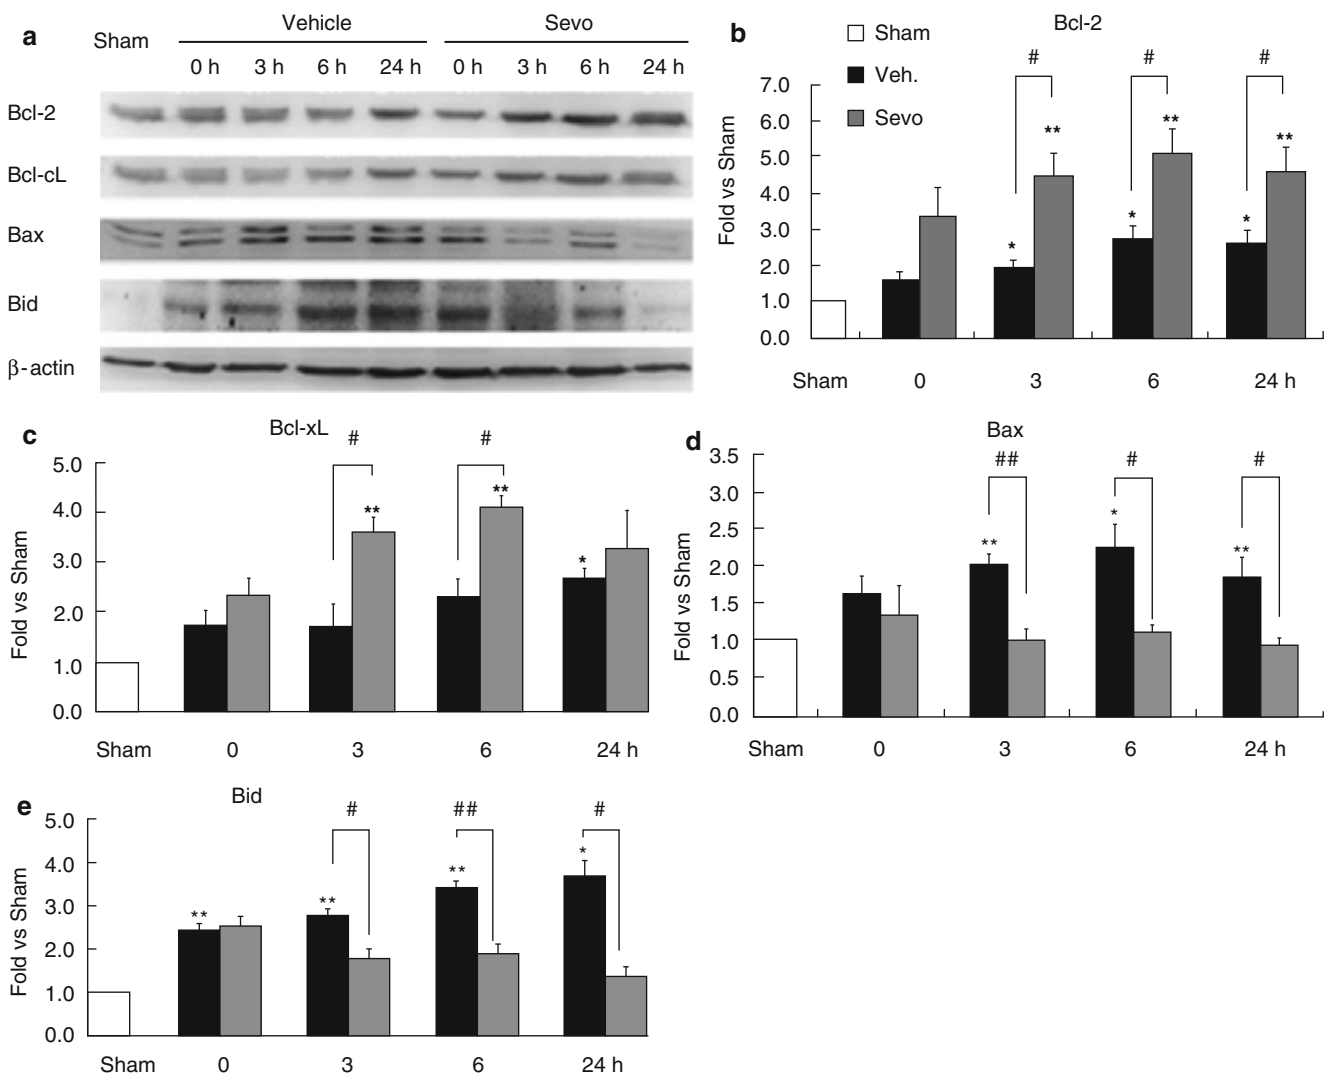 a
Sham
Vehicle
Sevo
0 h 3 h 6 h 24 h 0 h 3 h 6 h 24 h
Bcl-2
Bcl-cL
Bax
Bid
β-actin
b
Sham
Veh.
Sevo
Bcl-2
# # #
Fold vs Sham
7.0
6.0
5.0
4.0
3.0
2.0
1.0
0.0
* ** * ** * **
Sham 0 3 6 24 h
c
Bcl-xL
# #
Fold vs Sham
5.0
4.0
3.0
2.0
1.0
0.0
** ** *
Sham 0 3 6 24 h
d
Bax
## # #
Fold vs Sham
3.5
3.0
2.5
2.0
1.5
1.0
0.5
0.0
** * **
Sham 0 3 6 24 h
e
Bid
# ## #
Fold vs Sham
5.0
4.0
3.0
2.0
1.0
0.0
** ** ** *
Sham 0 3 6 24 h